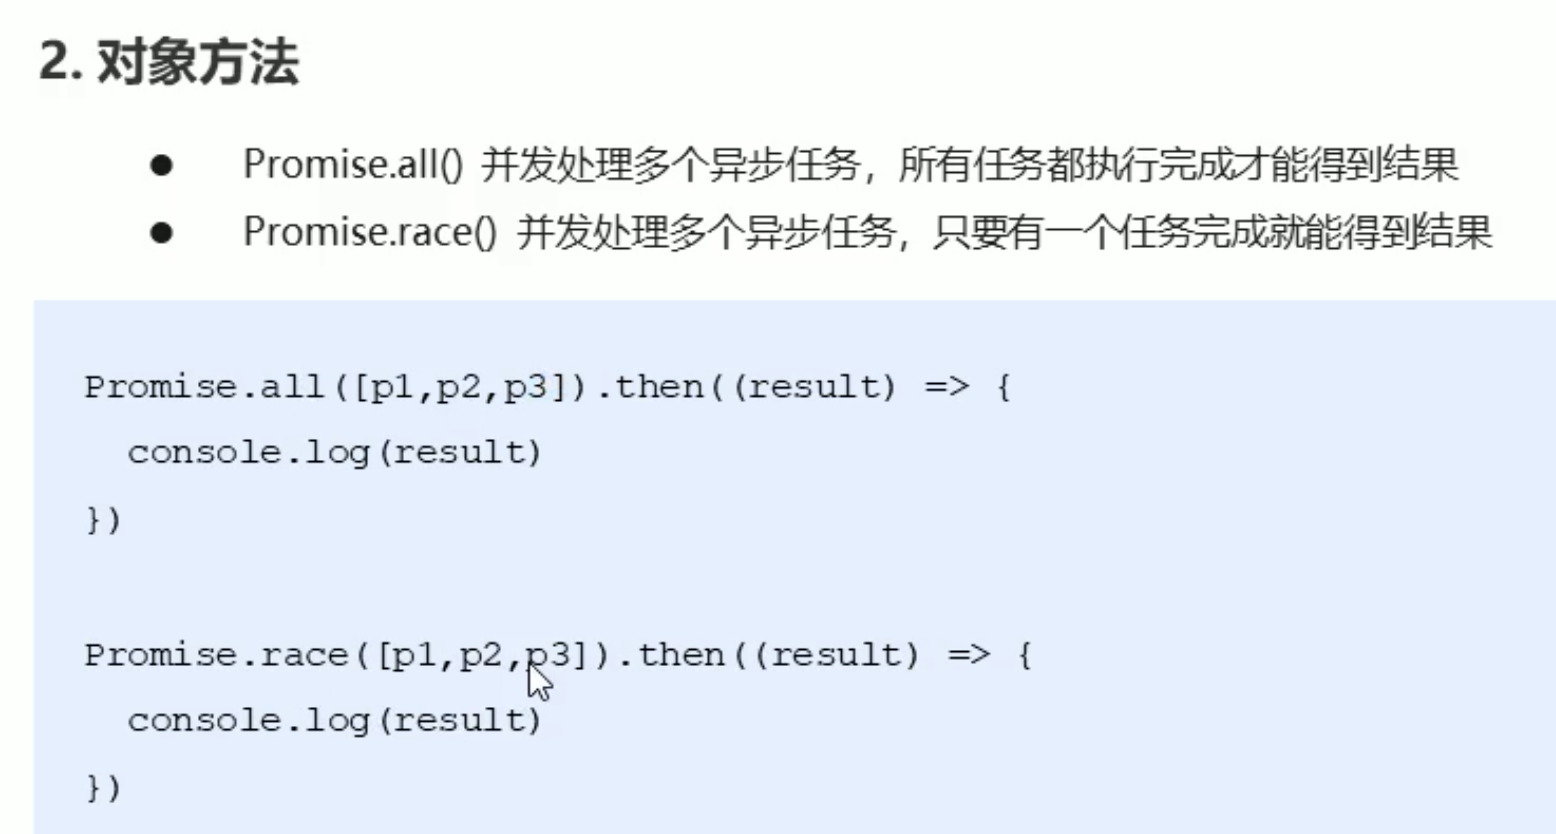 2. 对象方法
● Promise.all() 并发处理多个异步任务，所有任务都执行完成才能得到结果
● Promise.race() 并发处理多个异步任务，只要有一个任务完成就能得到结果
Promise.all([p1,p2,p3]).then((result) => {
  console.log(result)
})
Promise.race([p1,p2,p3]).then((result) => {
  console.log(result)
})